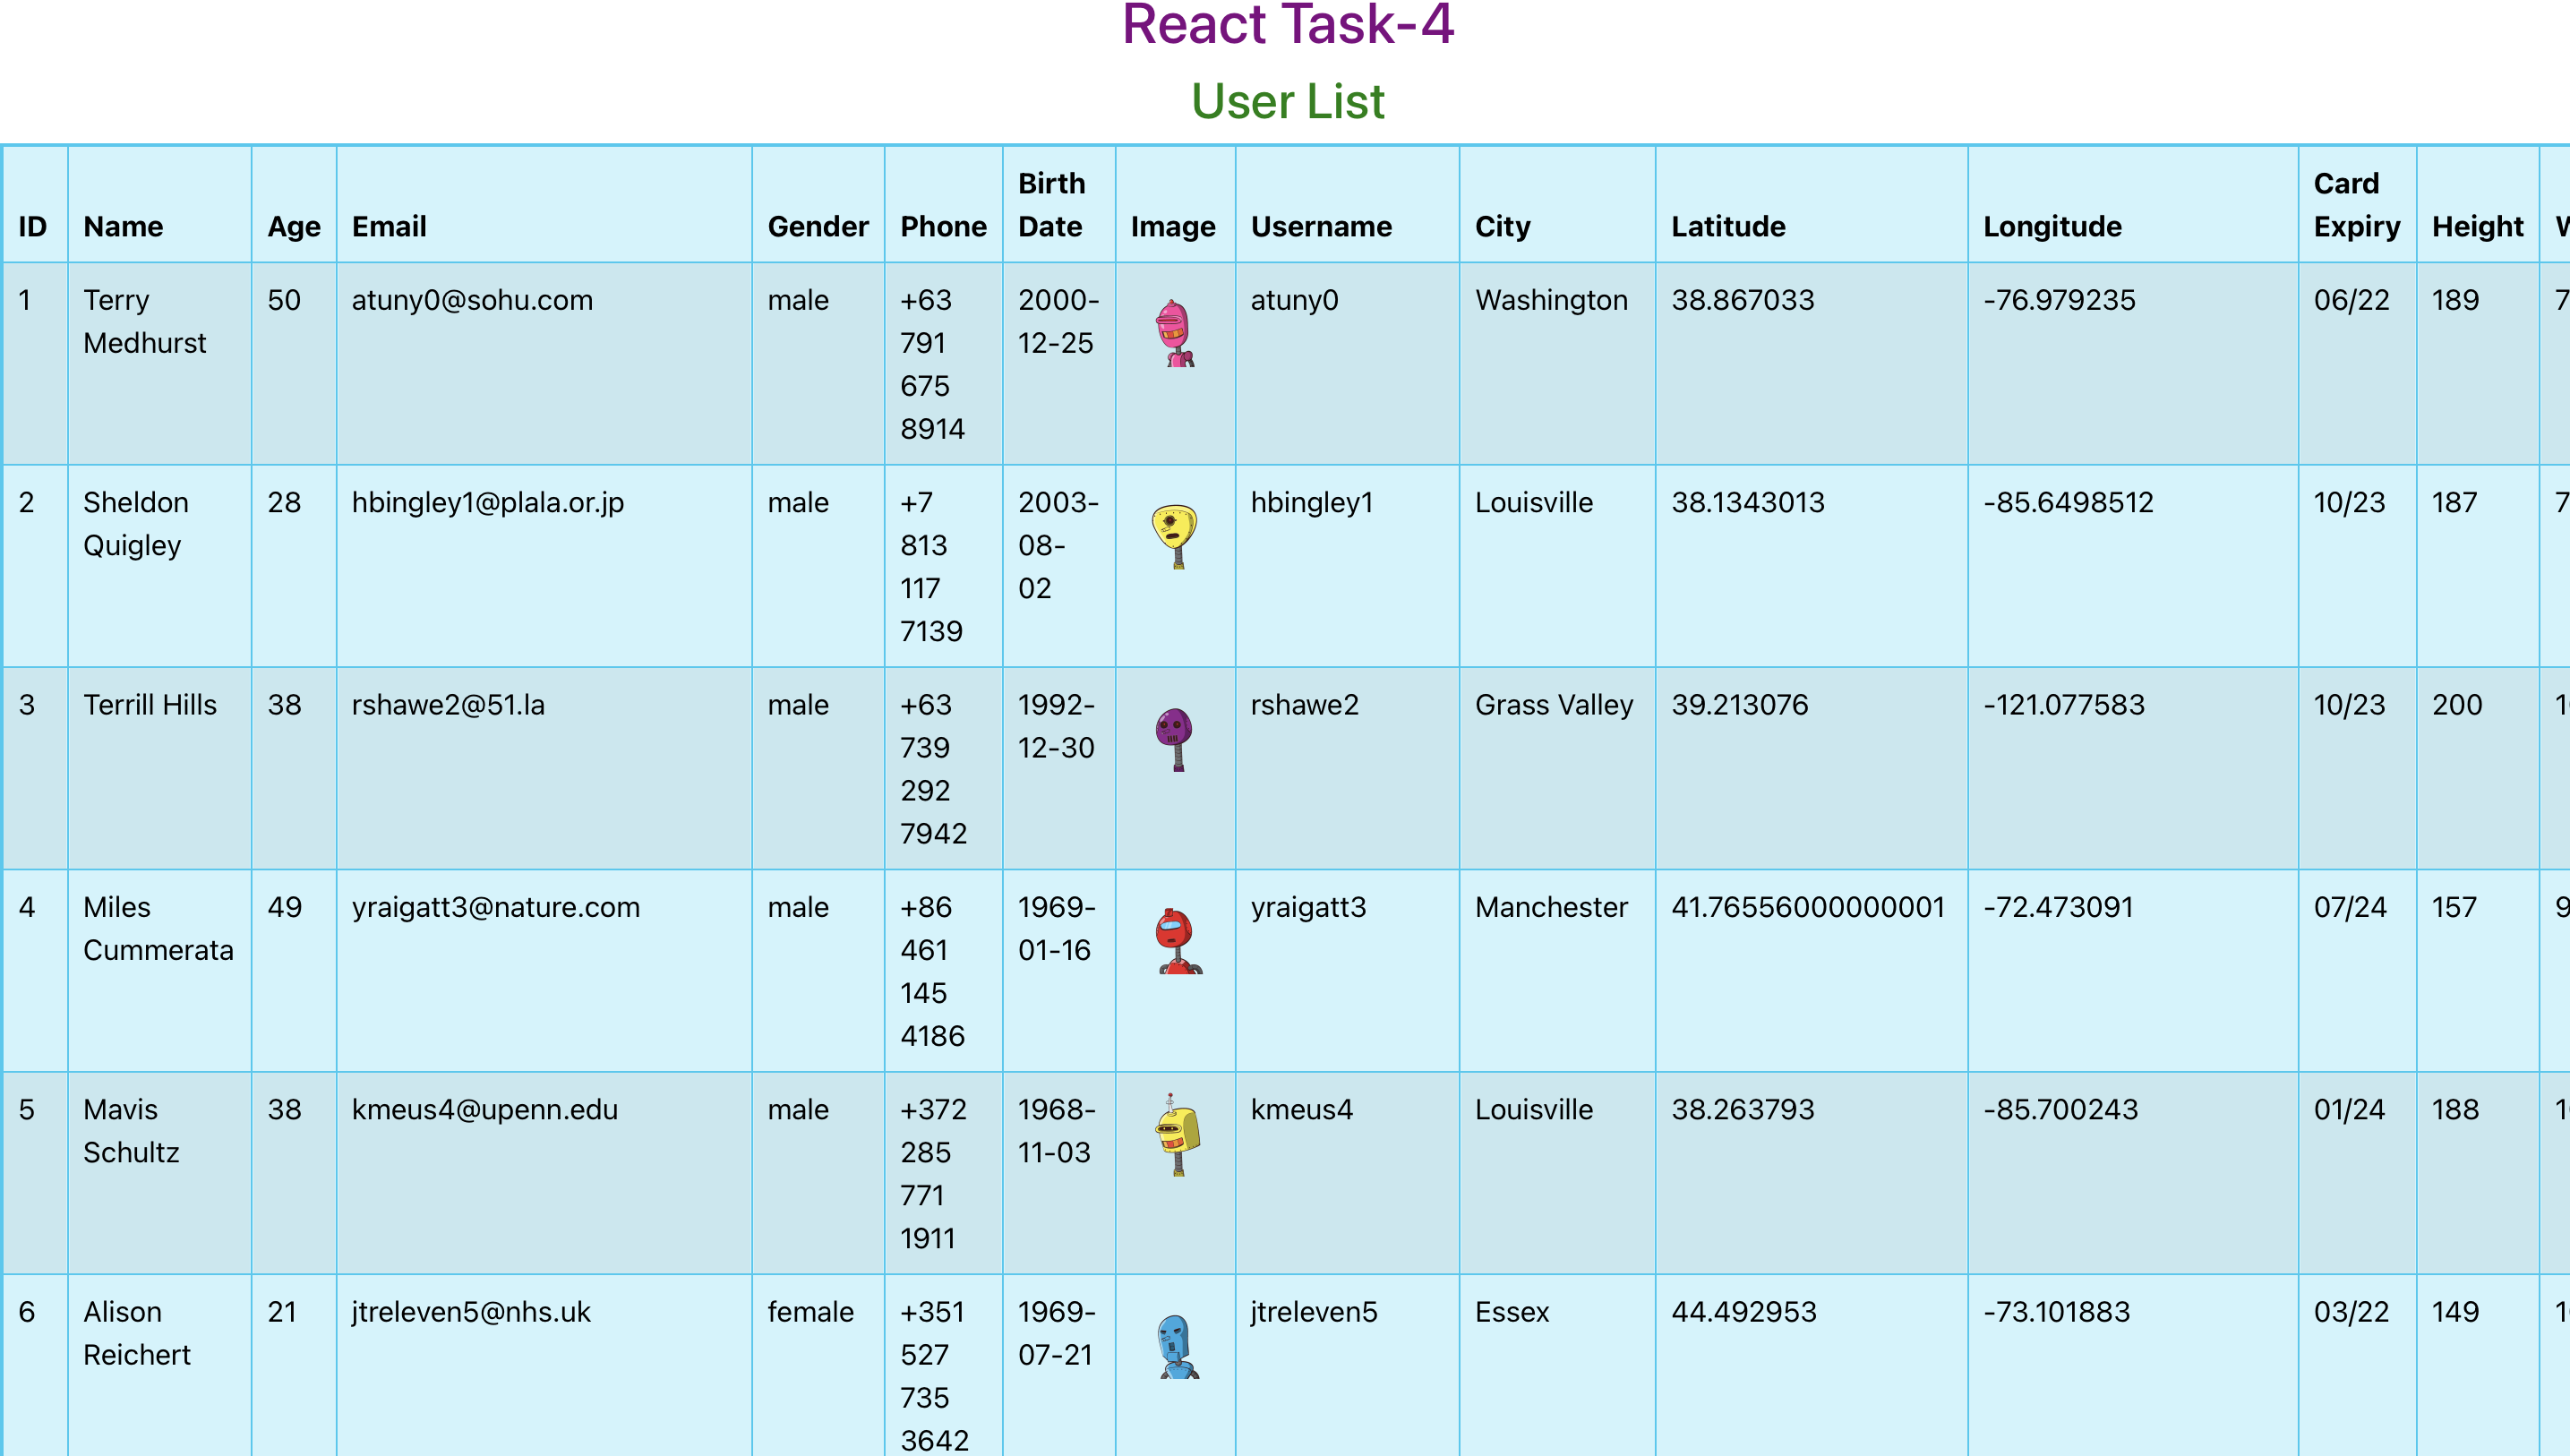 React Task-4
User List
ID Name Age Email Gender Phone Birth Date Image Username City Latitude Longitude Card Expiry Height
1 Terry Medhurst 50 atuny0@sohu.com male +63 791 675 8914 2000-12-25 atuny0 Washington 38.867033 -76.979235 06/22 189
2 Sheldon Quigley 28 hbingley1@plala.or.jp male +7 813 117 7139 2003-08-02 hbingley1 Louisville 38.1343013 -85.6498512 10/23 187
3 Terrill Hills 38 rshawe2@51.la male +63 739 292 7942 1992-12-30 rshawe2 Grass Valley 39.213076 -121.077583 10/23 200
4 Miles Cummerata 49 yraigatt3@nature.com male +86 461 145 4186 1969-01-16 yraigatt3 Manchester 41.76556000000001 -72.473091 07/24 157
5 Mavis Schultz 38 kmeus4@upenn.edu male +372 285 771 1911 1968-11-03 kmeus4 Louisville 38.263793 -85.700243 01/24 188
6 Alison Reichert 21 jtreleven5@nhs.uk female +351 527 735 3642 1969-07-21 jtreleven5 Essex 44.492953 -73.101883 03/22 149